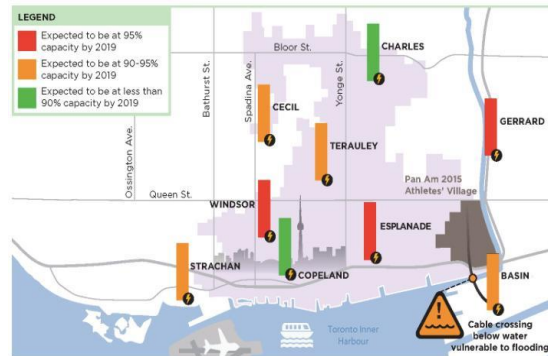 LEGEND
Expected to be at 95%
capacity by 2019
Expected to be at 90-95%
capacity by 2019
Expected to be at less than
90% capacity by 2019
Bloor St.
CHARLES
Bathurst St.
Spadina Ave.
Yonge St.
Ossington Ave.
CECIL
TERAULEY
GERRARD
Pan Am 2015
Athletes' Village
Queen St.
WINDSOR
ESPLANADE
STRACHAN
COPELAND
BASIN
Toronto Inner
Harbour
Cable crossing
below water
vulnerable to flooding